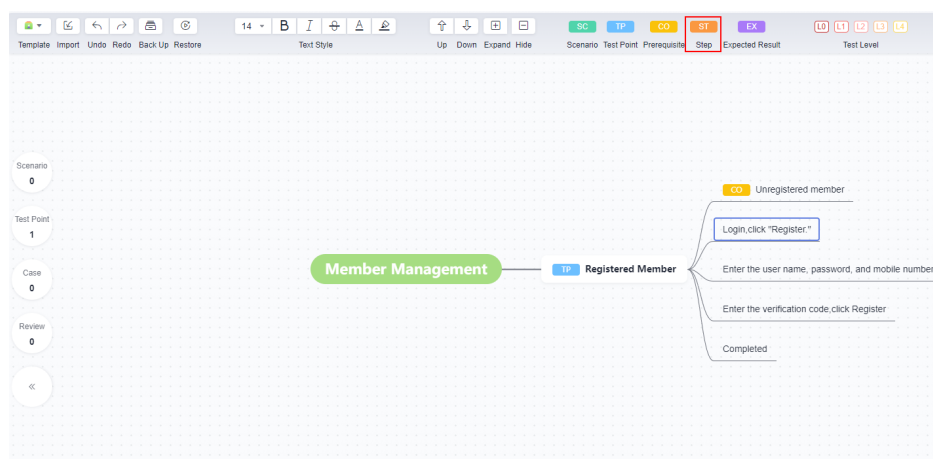 14 B I A SC TP CO ST EX L0 L1 L2 L3 L4
Template Import Undo Redo Back Up Restore Text Style Up Down Expand Hide Scenario Test Point Prerequisite Step Expected Result Test Level
Scenario
0
Test Point
1
Case
0
Review
0
Member Management
TP Registered Member
CO Unregistered member
Login,click "Register."
Enter the user name, password, and mobile number
Enter the verification code,click Register
Completed